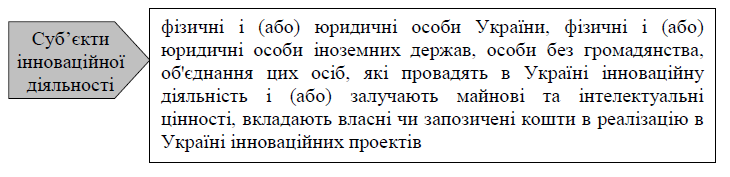 Суб’єкти
інноваційної
діяльності
фізичні і (або) юридичні особи України, фізичні і (або)
юридичні особи іноземних держав, особи без громадянства,
об'єднання цих осіб, які провадять в Україні інноваційну
діяльність і (або) залучають майнові та інтелектуальні
цінності, вкладають власні чи запозичені кошти в реалізацію в
Україні інноваційних проектів